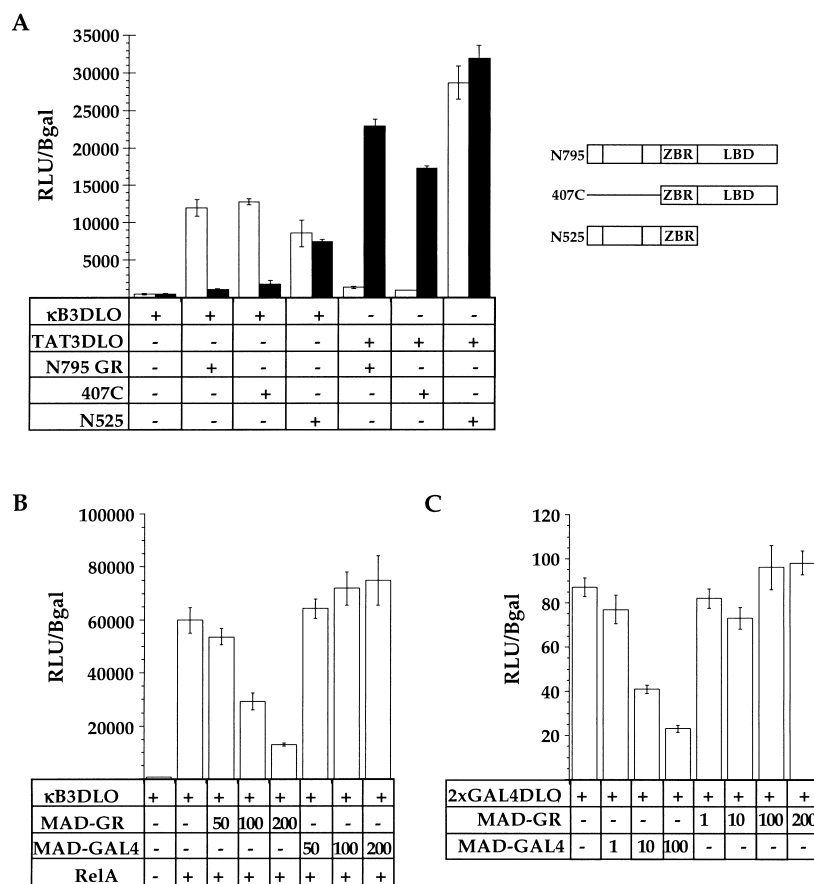 A
RLU/Bgal
35000
30000
25000
20000
15000
10000
5000
κB3DLO + + + + - - -
TAT3DLO - - - - + + +
N795 GR - + - - + - -
407C - - + - - + -
N525 - - - + - - +
N795 ZBR LBD
407C ZBR LBD
N525 ZBR
B
RLU/Bgal
100000
80000
60000
40000
20000
κB3DLO + + + + + + + +
MAD-GR - - 50 100 200 - - -
MAD-GAL4 - - - - - 50 100 200
RelA - + + + + + + +
C
RLU/Bgal
120
100
80
60
40
20
2xGAL4DLO + + + + + + + +
MAD-GR - - - - 1 10 100 200
MAD-GAL4 - 1 10 100 - - - -